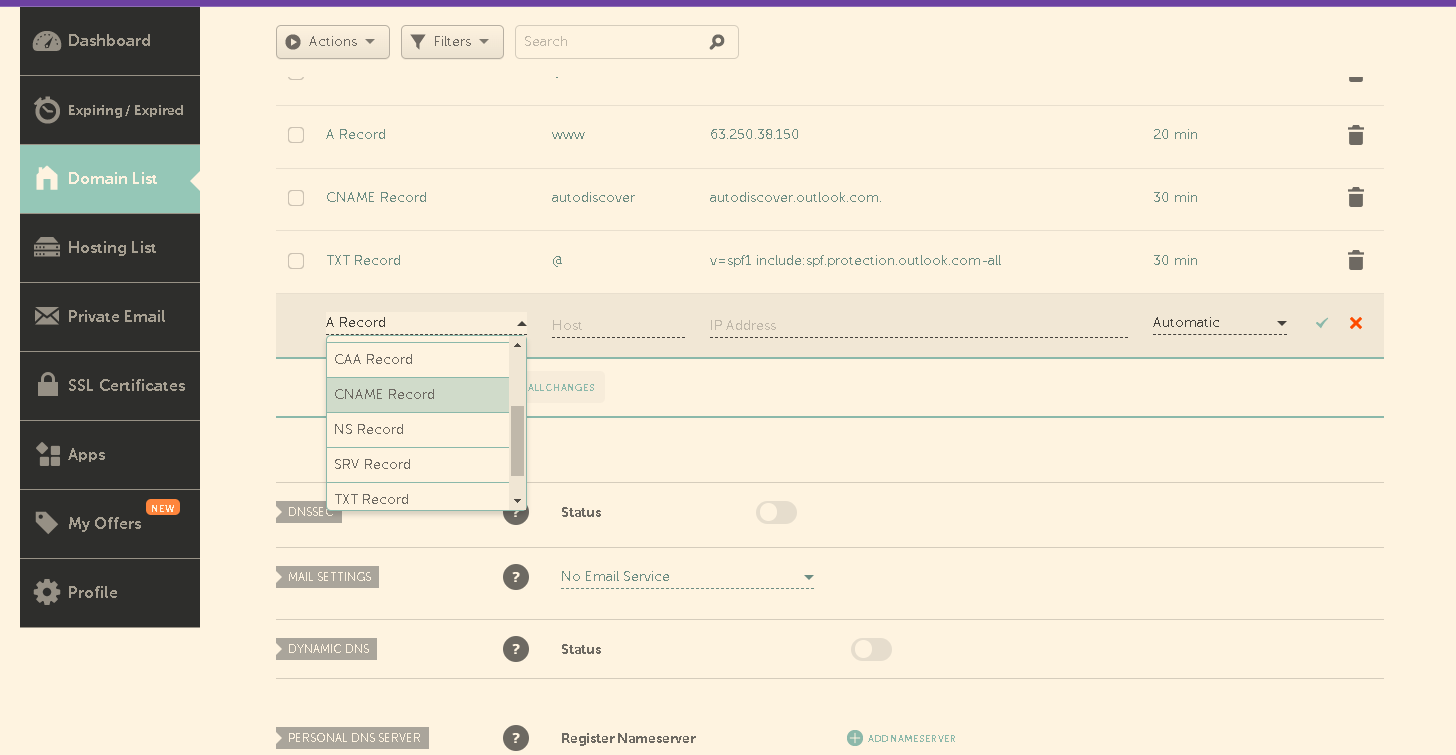 Dashboard
Expiring / Expired
Domain List
Hosting List
Private Email
SSL Certificates
Apps
My Offers NEW
Profile
Actions Filters Search
A Record www 63.250.38.150 20 min
CNAME Record autodiscover autodiscover.outlook.com. 30 min
TXT Record @ v=spf1 include:spf.protection.outlook.com-all 30 min
A Record Host IP Address Automatic
CAA Record
CNAME Record
NS Record
SRV Record
TXT Record
ALL CHANGES
DNSSEC ? Status
MAIL SETTINGS ? No Email Service
DYNAMIC DNS ? Status
PERSONAL DNS SERVER ? Register Nameserver ADD NAMESERVER